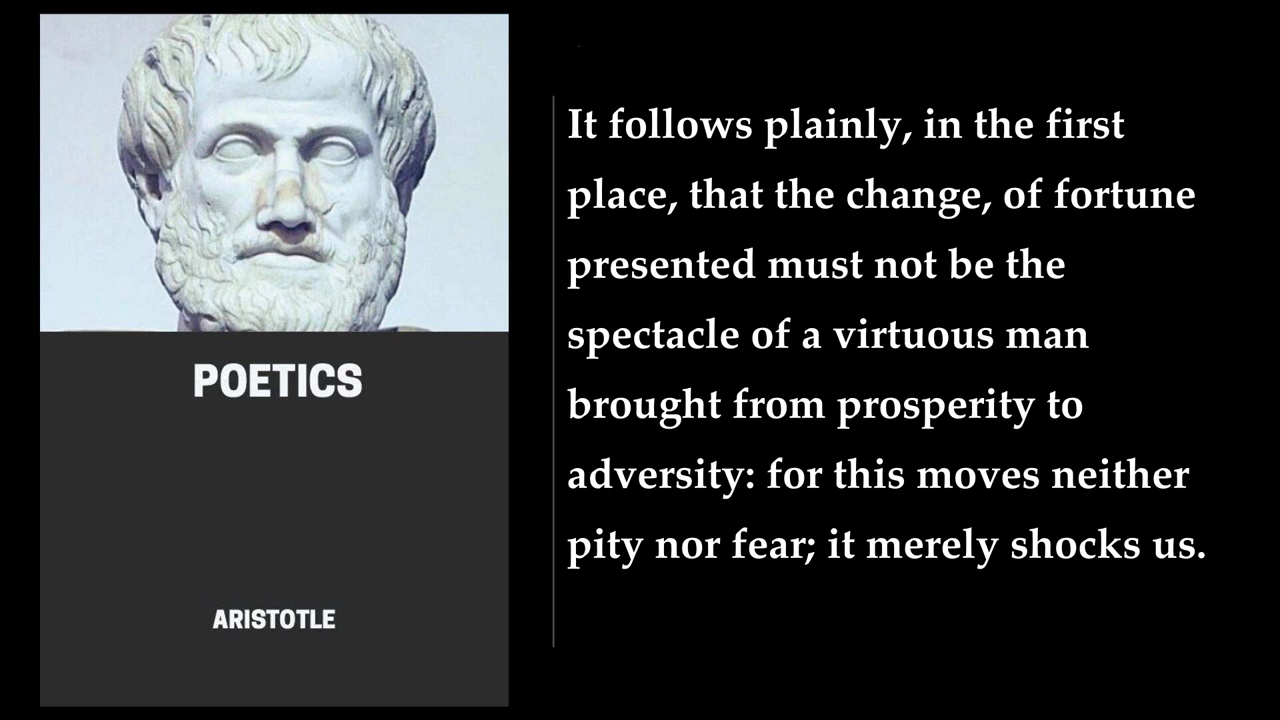 POETICS
ARISTOTLE
It follows plainly, in the first
place, that the change, of fortune
presented must not be the
spectacle of a virtuous man
brought from prosperity to
adversity: for this moves neither
pity nor fear; it merely shocks us.